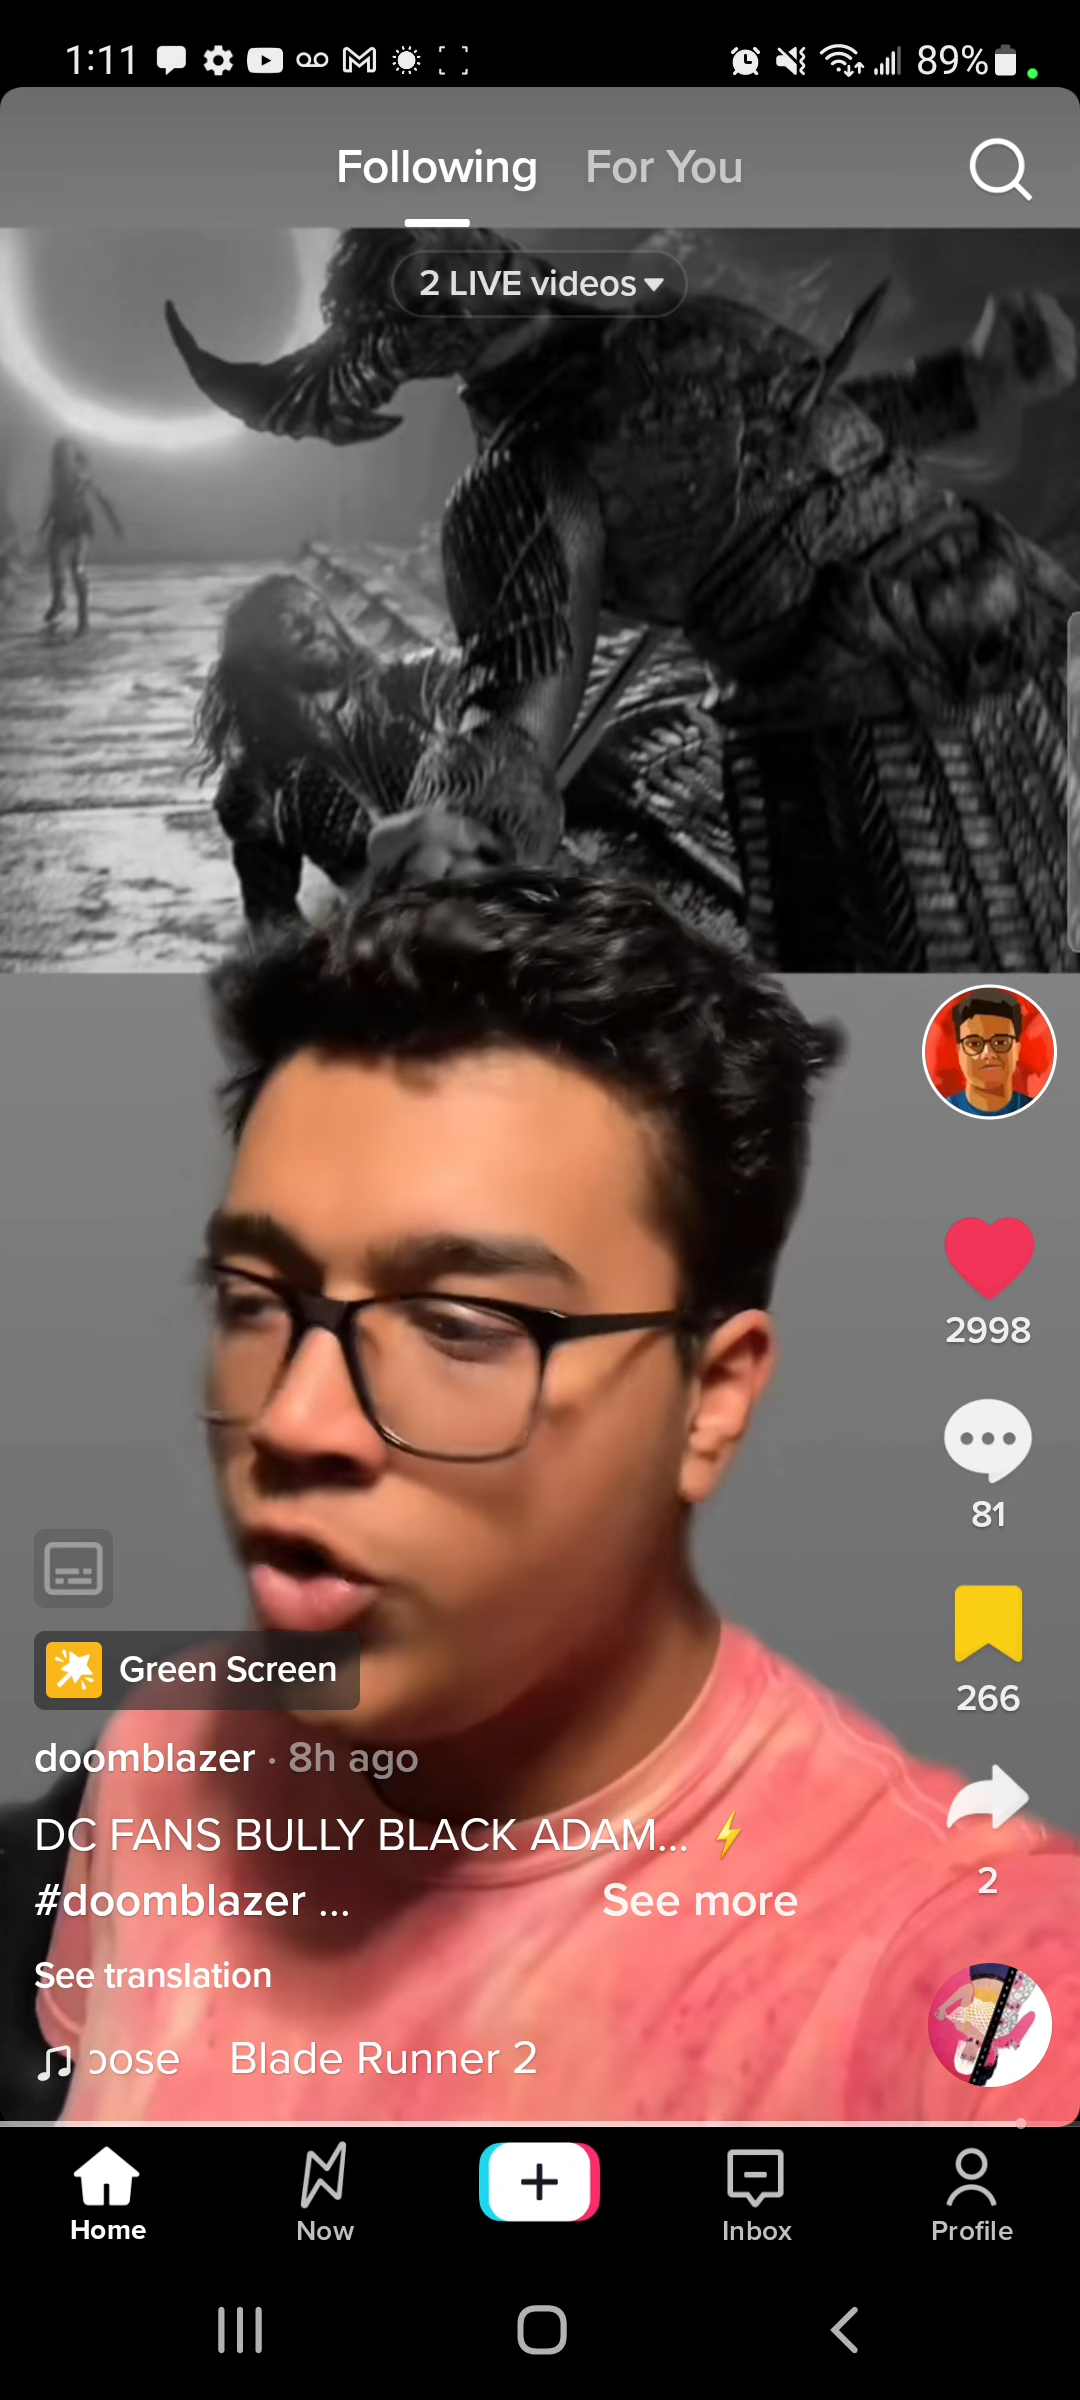 1:11
89%
Following For You
2 LIVE videos
2998
81
Green Screen
266
doomblazer · 8h ago
DC FANS BULLY BLACK ADAM... ⚡
#doomblazer ... See more
2
See translation
Blade Runner 2
Home Now Inbox Profile